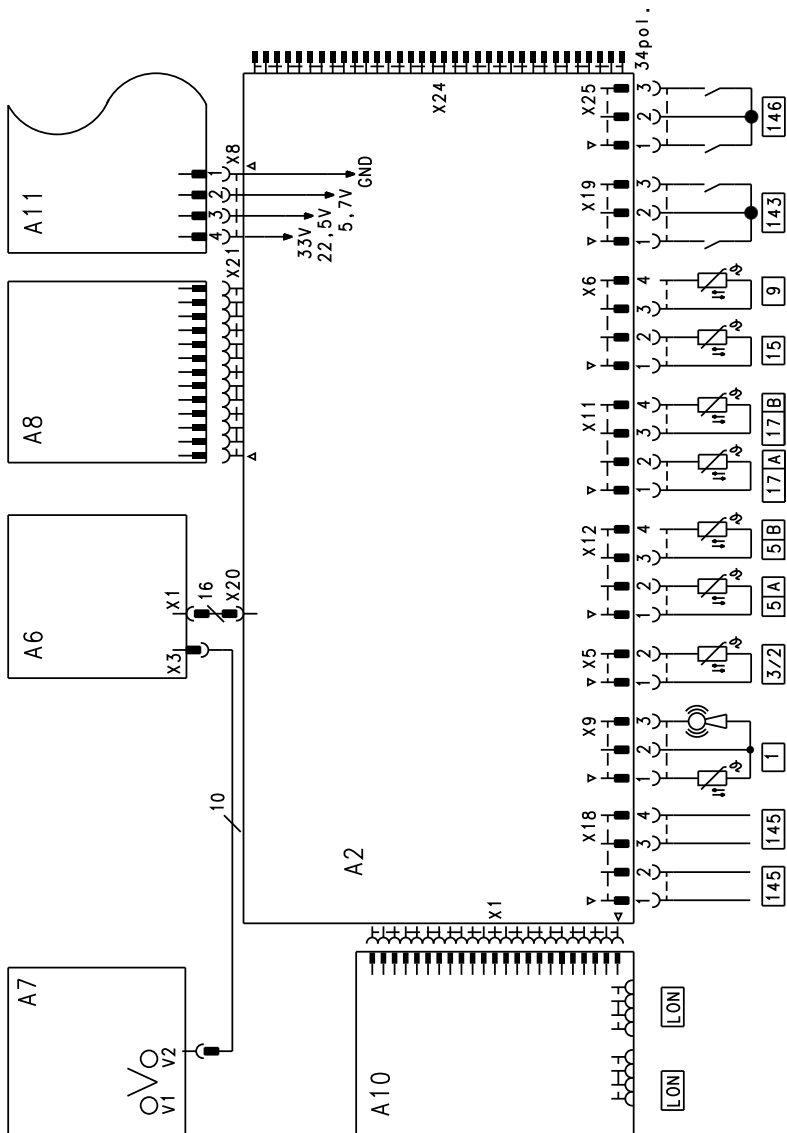 A7
A6
A8
A11
V1 V2
X3 X1
16
10
X20
X21
X8
4 3 2 1
33V
22,5V
5,7V
GND
A2
A10
X1
X24
34pol.
X18
X9
X5
X12
X11
X6
X19
X25
1 2 3 4
1 2 3
1 2
1 2 3 4
1 2 3 4
1 2 3 4
1 2 3
1 2 3
ϑ ϑ ϑ ϑ ϑ ϑ ϑ ϑ
LON
LON
145
145
1
3/2
5 A
5 B
17 A
17 B
15
9
143
146